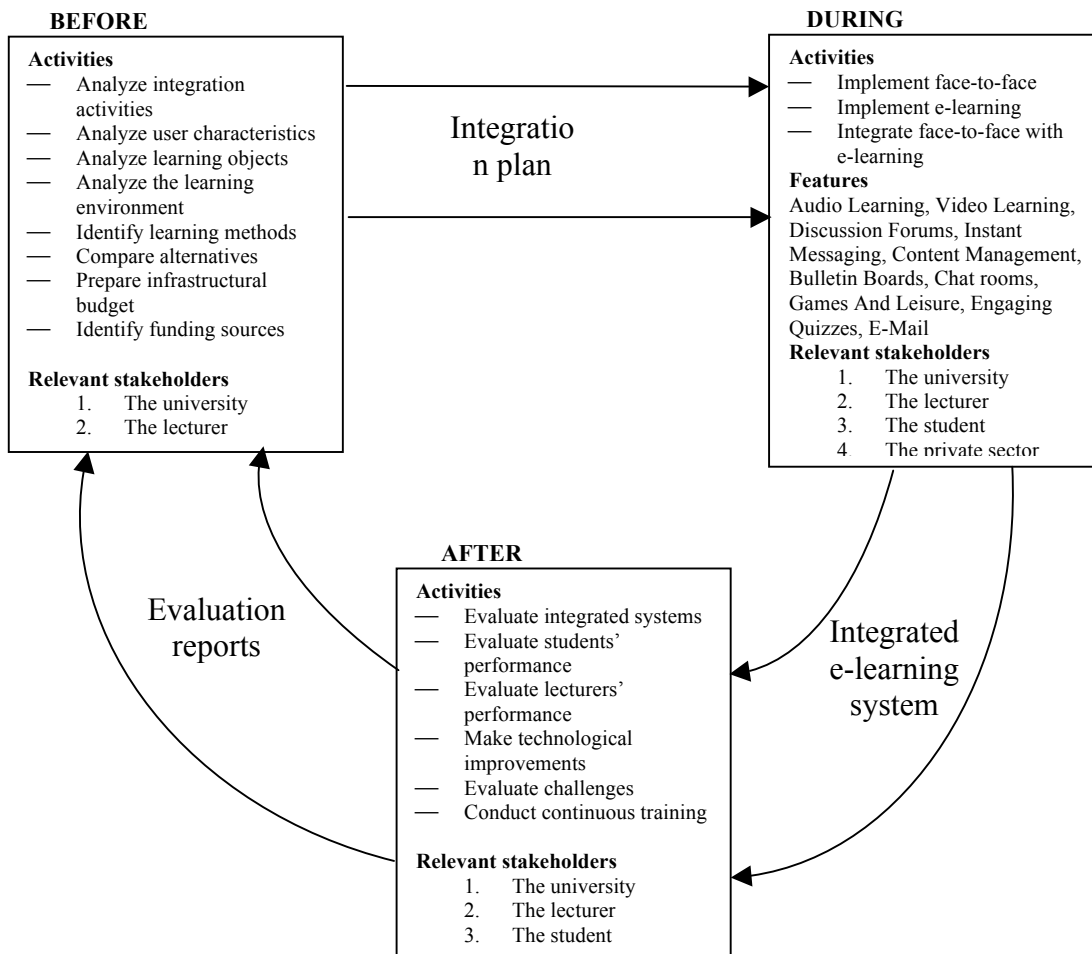 BEFORE
Activities
— Analyze integration
activities
— Analyze user characteristics
— Analyze learning objects
— Analyze the learning
environment
— Identify learning methods
— Compare alternatives
— Prepare infrastructural
budget
— Identify funding sources
Relevant stakeholders
1. The university
2. The lecturer
Integratio
n plan
DURING
Activities
— Implement face-to-face
— Implement e-learning
— Integrate face-to-face with
e-learning
Features
Audio Learning, Video Learning,
Discussion Forums, Instant
Messaging, Content Management,
Bulletin Boards, Chat rooms,
Games And Leisure, Engaging
Quizzes, E-Mail
Relevant stakeholders
1. The university
2. The lecturer
3. The student
4. The private sector
Evaluation
reports
AFTER
Activities
— Evaluate integrated systems
— Evaluate students’
performance
— Evaluate lecturers’
performance
— Make technological
improvements
— Evaluate challenges
— Conduct continuous training
Relevant stakeholders
1. The university
2. The lecturer
3. The student
Integrated
e-learning
system